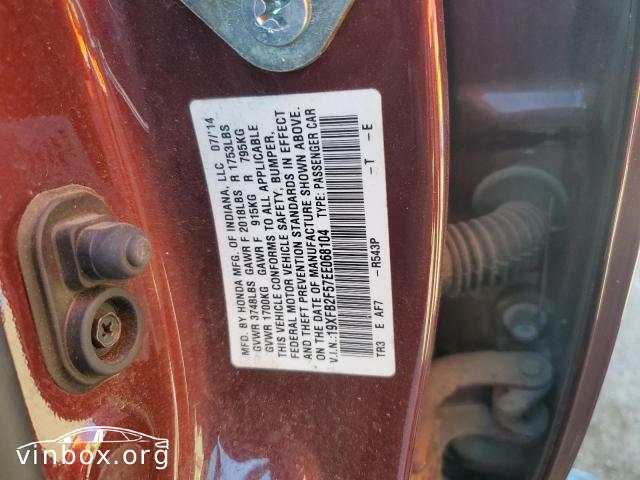 MFD. BY HONDA MFG. OF INDIANA, LLC 07/'14
GVWR 3748LBS GAWR F 2018LBS R 1753LBS
GVWR 1700KG GAWR F 915KG R 795KG
THIS VEHICLE CONFORMS TO ALL APPLICABLE
FEDERAL MOTOR VEHICLE SAFETY, BUMPER,
AND THEFT PREVENTION STANDARDS IN EFFECT
ON THE DATE OF MANUFACTURE SHOWN ABOVE.
V.I.N.:19XFB2F57EE068104 TYPE: PASSENGER CAR
TR3 E AF7 -R543P -T -E
vinbox.org